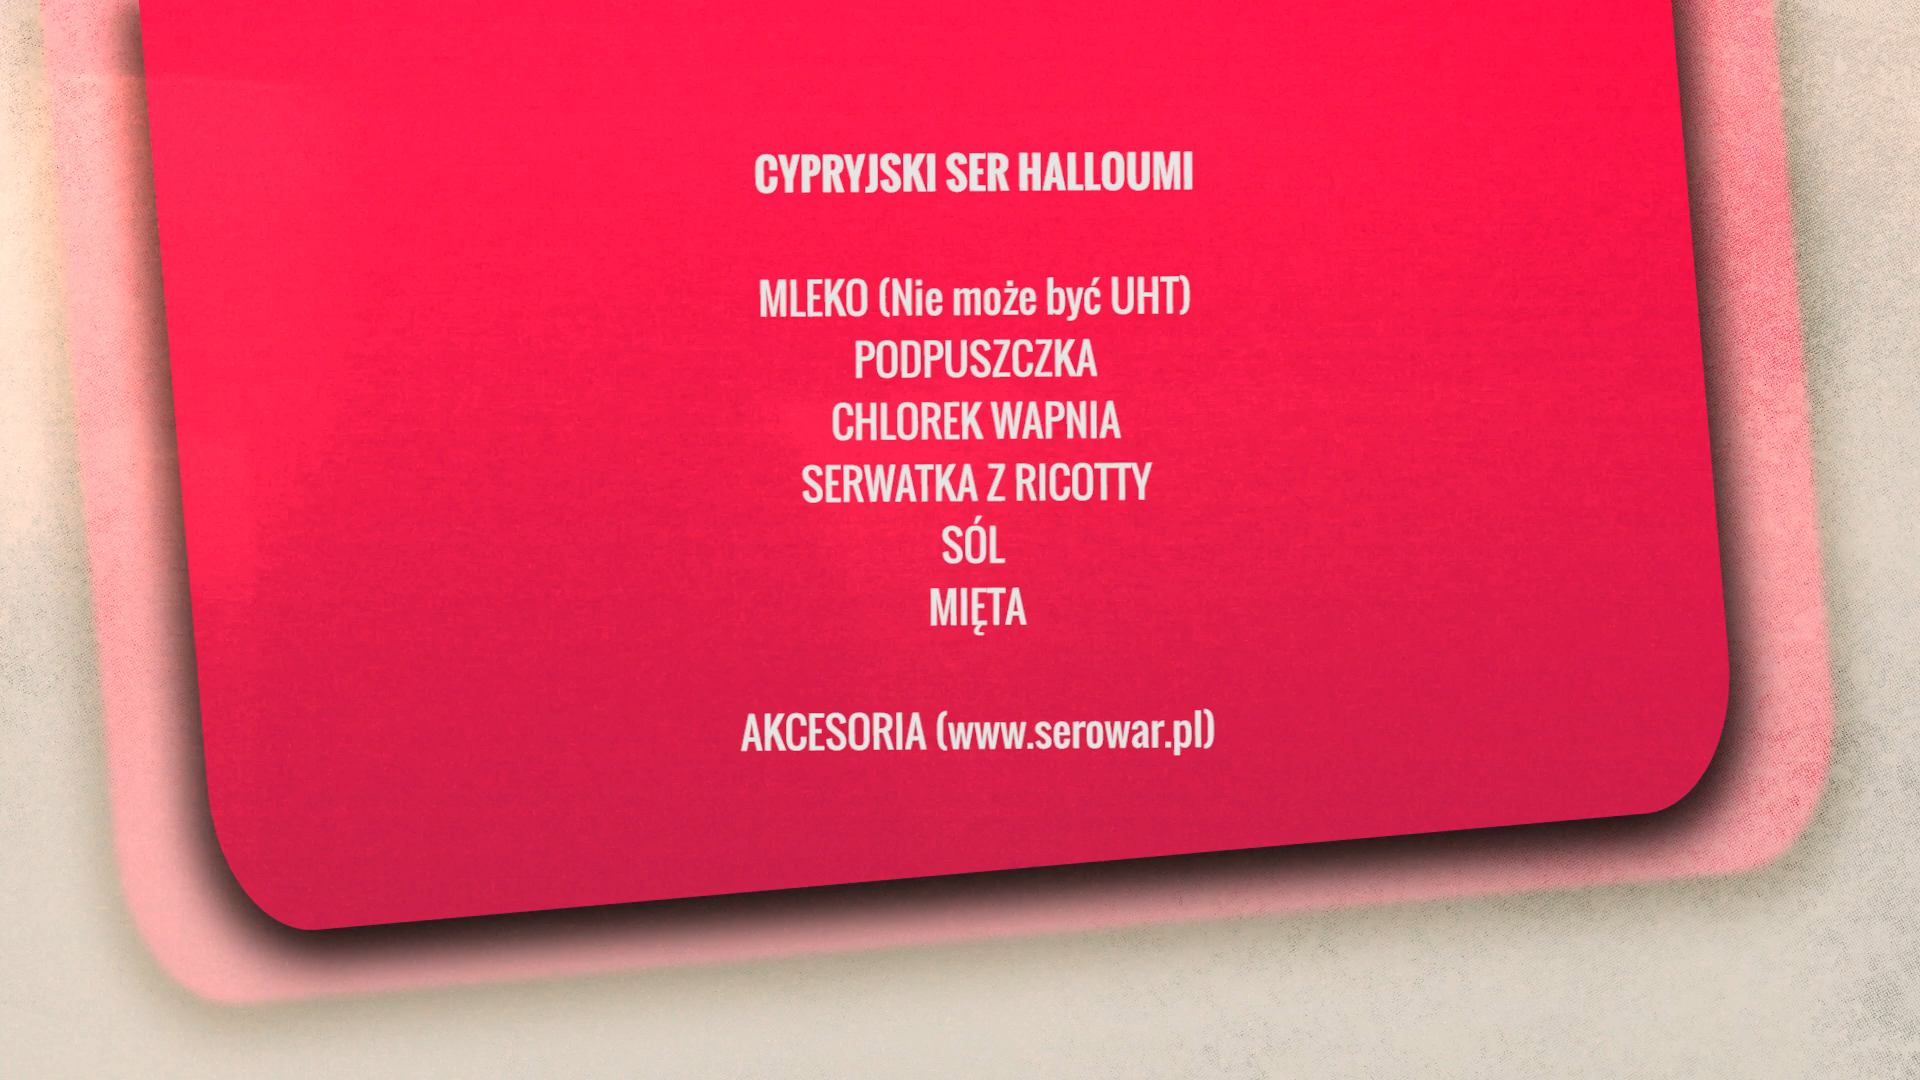 CYPRYJSKI SER HALLOUMI
MLEKO (Nie może być UHT)
PODPUSZCZKA
CHLOREK WAPNIA
SERWATKA Z RICOTTY
SÓL
MIĘTA
AKCESORIA (www.serowar.pl)